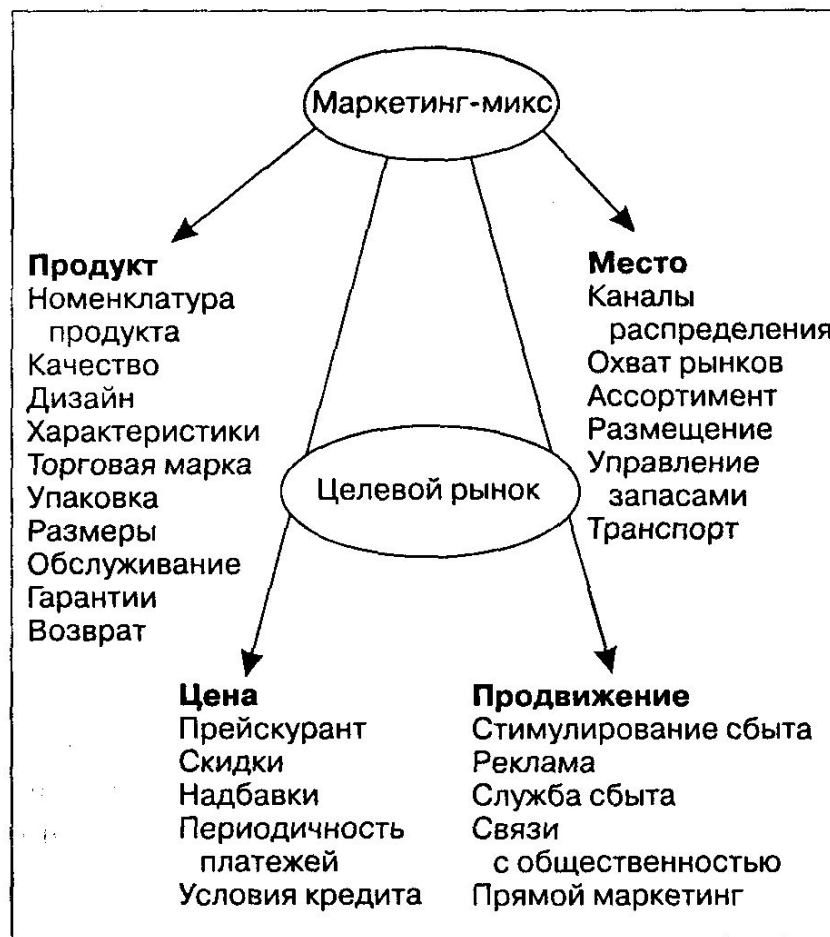 Маркетинг-микс
Продукт
Номенклатура
продукта
Качество
Дизайн
Характеристики
Торговая марка
Упаковка
Размеры
Обслуживание
Гарантии
Возврат
Место
Каналы
распределения
Охват рынков
Ассортимент
Размещение
Управление
запасами
Транспорт
Целевой рынок
Цена
Прейскурант
Скидки
Надбавки
Периодичность
платежей
Условия кредита
Продвижение
Стимулирование сбыта
Реклама
Служба сбыта
Связи
с общественностью
Прямой маркетинг